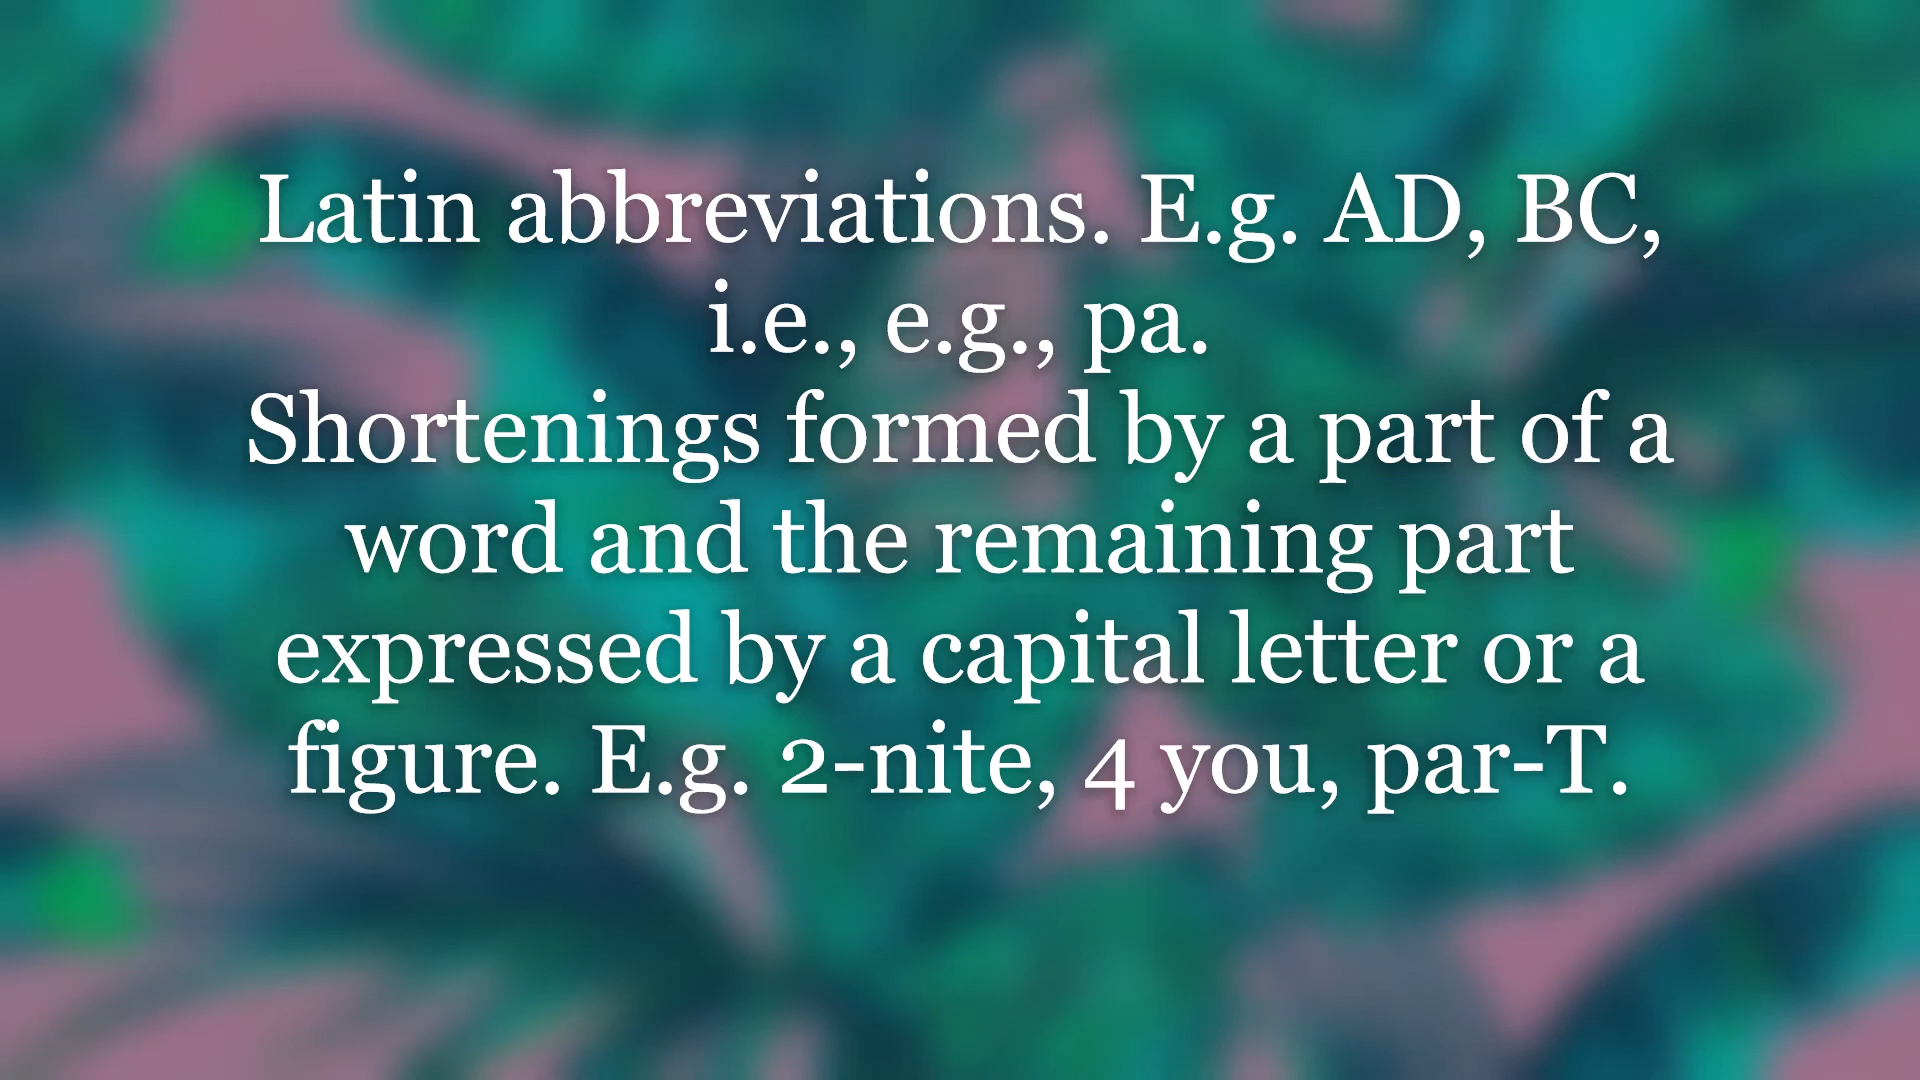 Latin abbreviations. E.g. AD, BC,
i.e., e.g., pa.
Shortenings formed by a part of a
word and the remaining part
expressed by a capital letter or a
figure. E.g. 2-nite, 4 you, par-T.